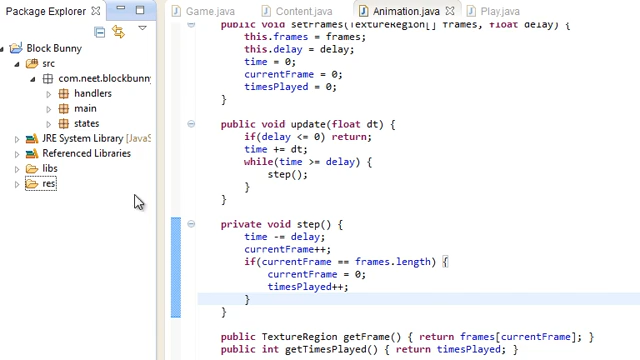 Package Explorer
Block Bunny
src
com.neet.blockbunny
handlers
main
states
JRE System Library [JavaS
Referenced Libraries
libs
res
Game.java
Content.java
Animation.java
Play.java
public void setFrames(TextureRegion[] frames, float delay) {
this.frames = frames;
this.delay = delay;
time = 0;
currentFrame = 0;
timesPlayed = 0;
}
public void update(float dt) {
if(delay <= 0) return;
time += dt;
while(time >= delay) {
step();
}
}
private void step() {
time -= delay;
currentFrame++;
if(currentFrame == frames.length) {
currentFrame = 0;
timesPlayed++;
}
}
public TextureRegion getFrame() { return frames[currentFrame]; }
public int getTimesPlayed() { return timesPlayed; }